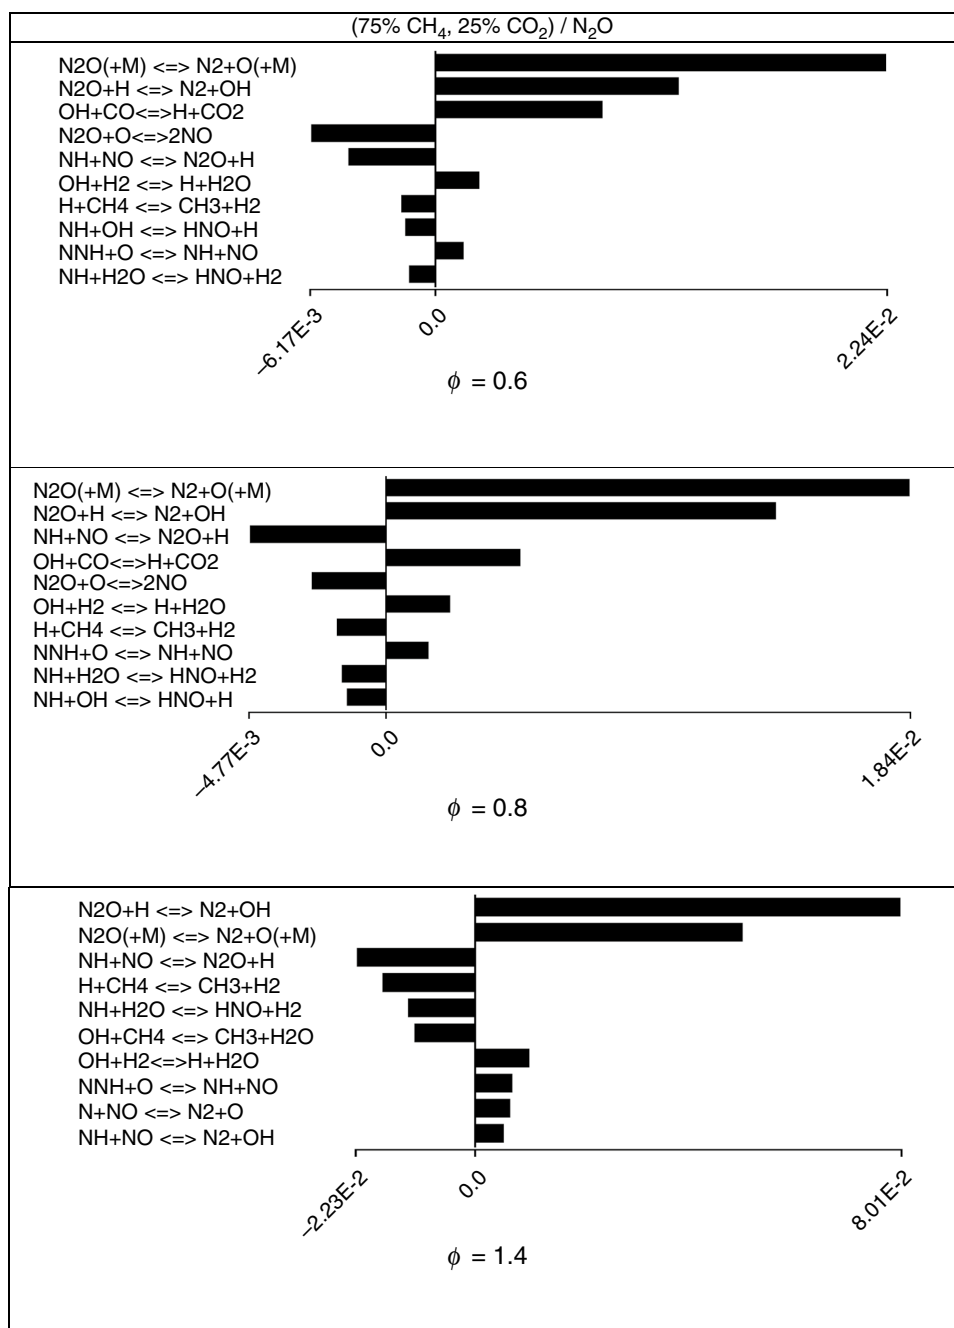 (75% CH₄, 25% CO₂) / N₂O
N2O(+M) <=> N2+O(+M)
N2O+H <=> N2+OH
OH+CO<=>H+CO2
N2O+O<=>2NO
NH+NO <=> N2O+H
OH+H2 <=> H+H2O
H+CH4 <=> CH3+H2
NH+OH <=> HNO+H
NNH+O <=> NH+NO
NH+H2O <=> HNO+H2
–6.17E-3
0.0
2.24E-2
ϕ = 0.6
N2O(+M) <=> N2+O(+M)
N2O+H <=> N2+OH
NH+NO <=> N2O+H
OH+CO<=>H+CO2
N2O+O<=>2NO
OH+H2 <=> H+H2O
H+CH4 <=> CH3+H2
NNH+O <=> NH+NO
NH+H2O <=> HNO+H2
NH+OH <=> HNO+H
–4.77E-3
0.0
1.84E-2
ϕ = 0.8
N2O+H <=> N2+OH
N2O(+M) <=> N2+O(+M)
NH+NO <=> N2O+H
H+CH4 <=> CH3+H2
NH+H2O <=> HNO+H2
OH+CH4 <=> CH3+H2O
OH+H2<=>H+H2O
NNH+O <=> NH+NO
N+NO <=> N2+O
NH+NO <=> N2+OH
–2.23E-2
0.0
8.01E-2
ϕ = 1.4